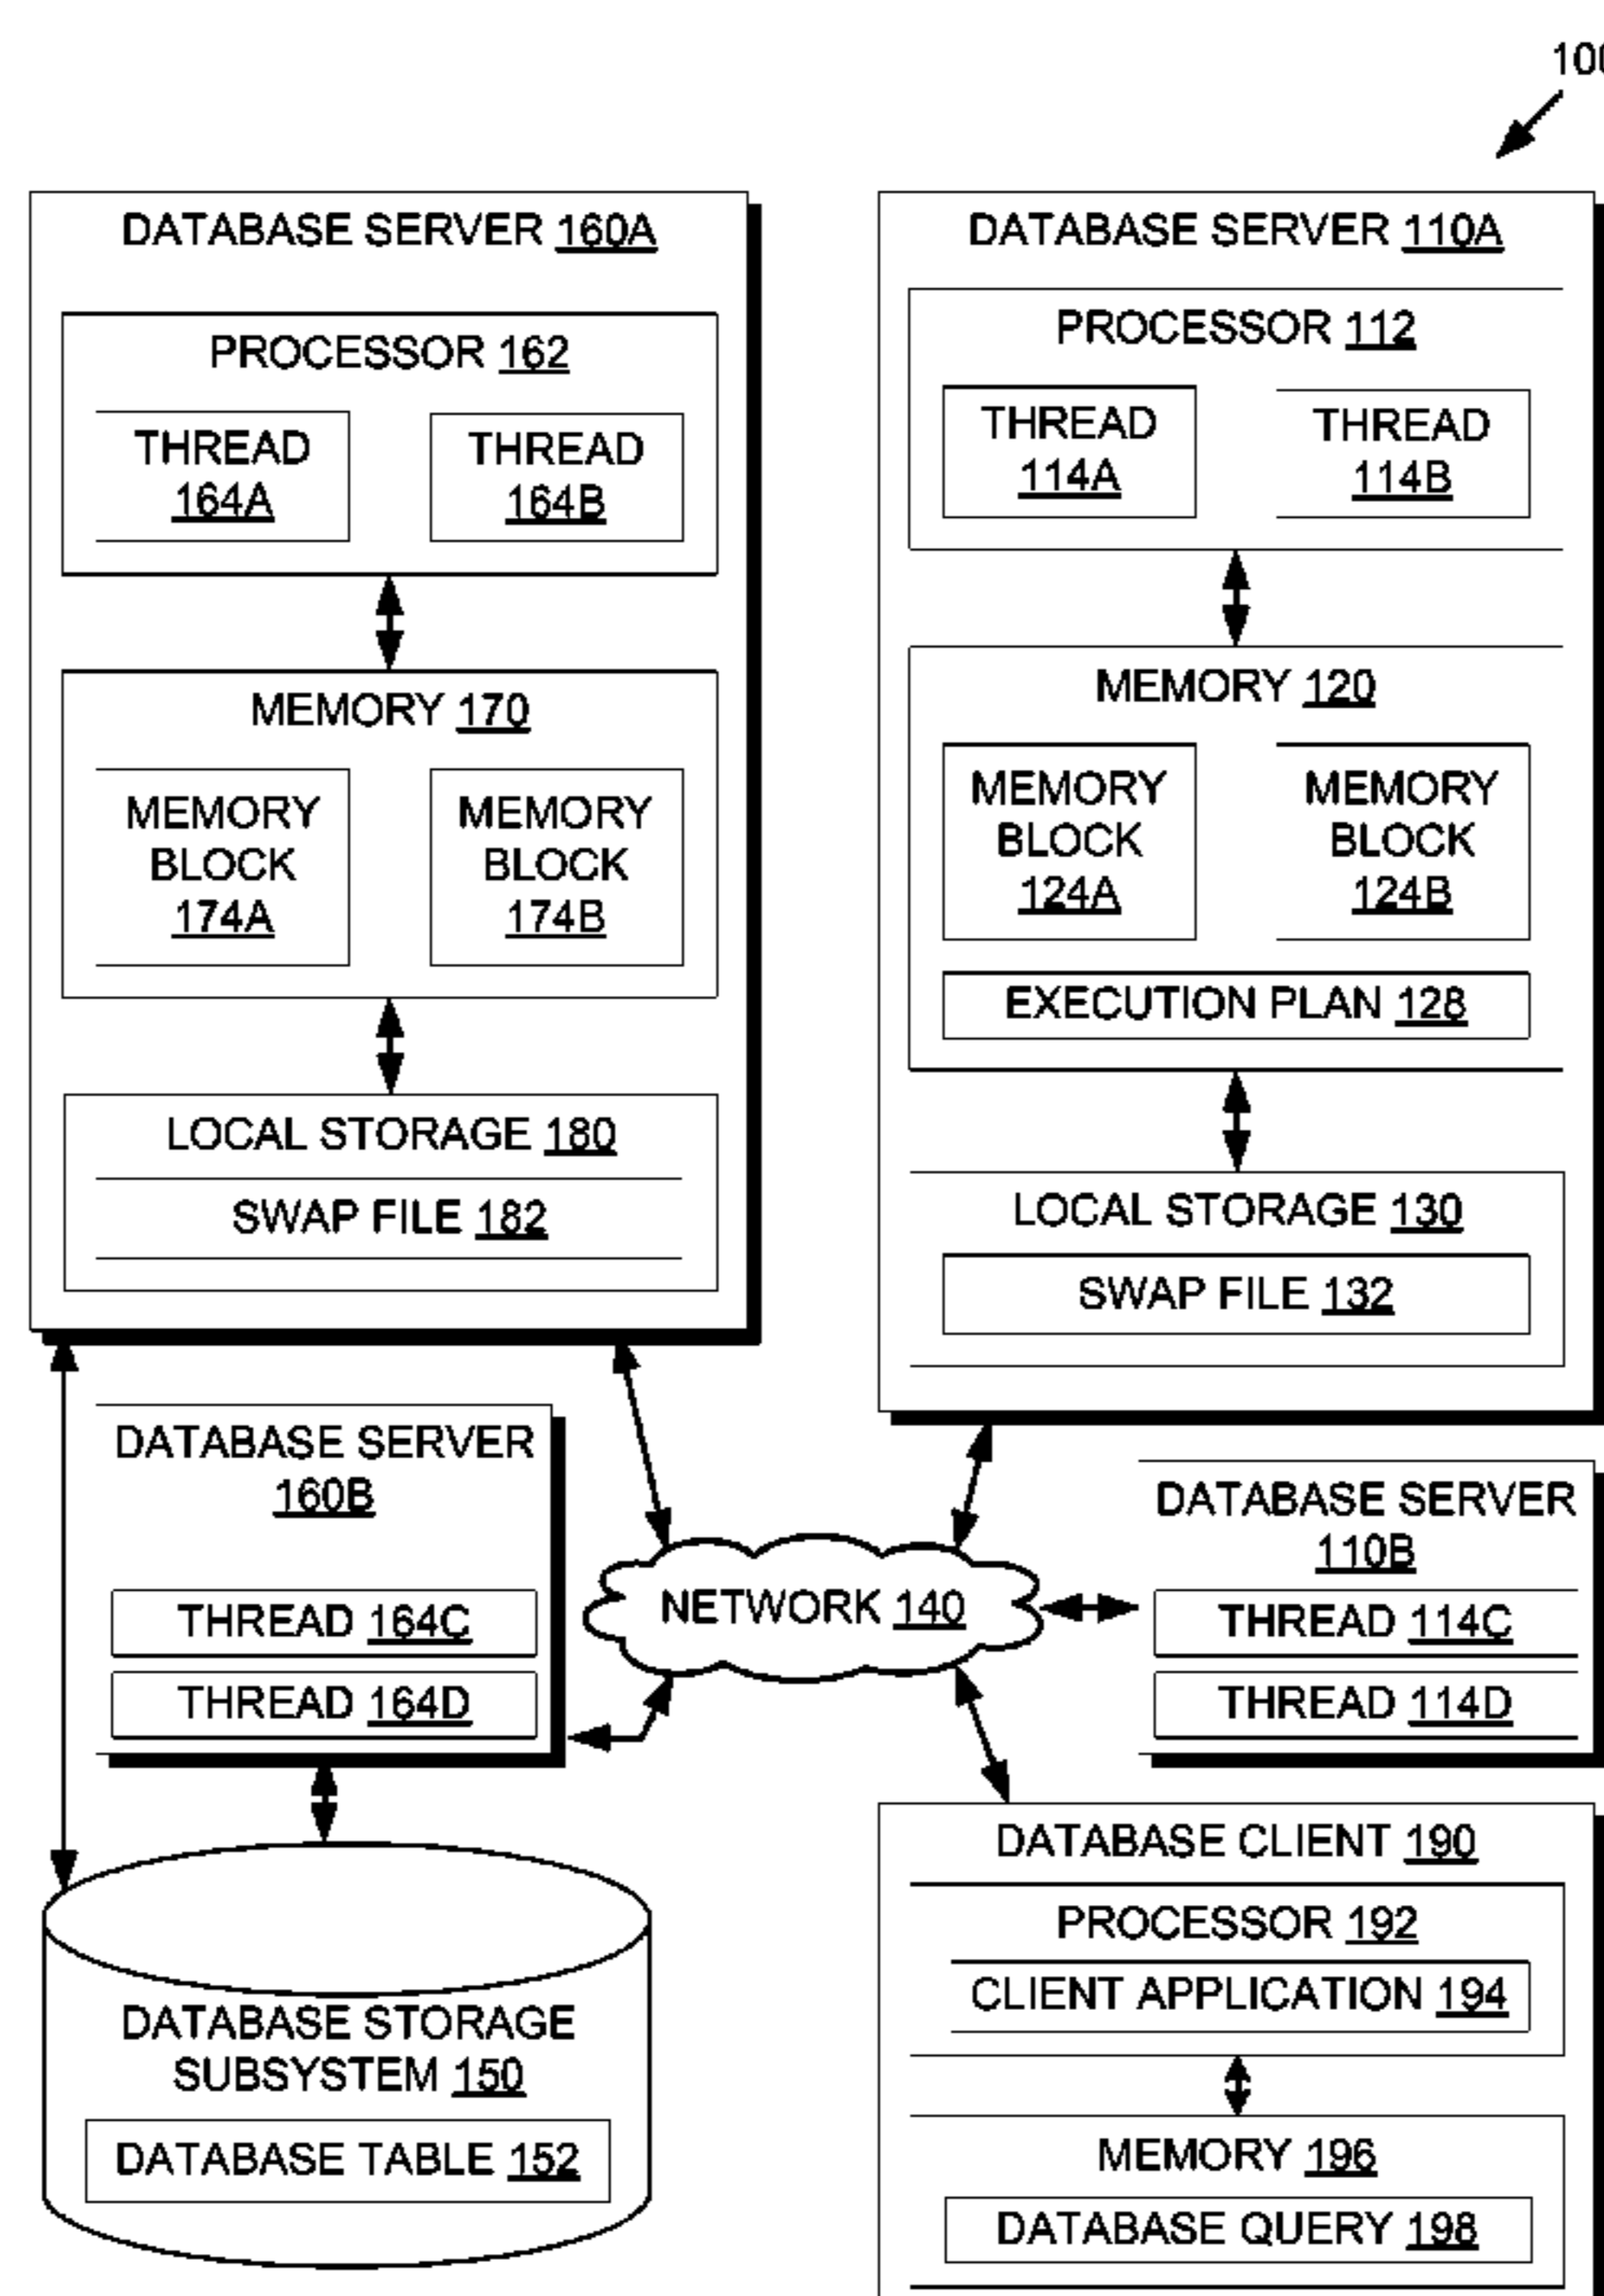 100
DATABASE SERVER 160A
PROCESSOR 162
THREAD
164A
THREAD
164B
MEMORY 170
MEMORY
BLOCK
174A
MEMORY
BLOCK
174B
LOCAL STORAGE 180
SWAP FILE 182
DATABASE SERVER 110A
PROCESSOR 112
THREAD
114A
THREAD
114B
MEMORY 120
MEMORY
BLOCK
124A
MEMORY
BLOCK
124B
EXECUTION PLAN 128
LOCAL STORAGE 130
SWAP FILE 132
DATABASE SERVER
160B
THREAD 164C
THREAD 164D
NETWORK 140
DATABASE SERVER
110B
THREAD 114C
THREAD 114D
DATABASE STORAGE
SUBSYSTEM 150
DATABASE TABLE 152
DATABASE CLIENT 190
PROCESSOR 192
CLIENT APPLICATION 194
MEMORY 196
DATABASE QUERY 198